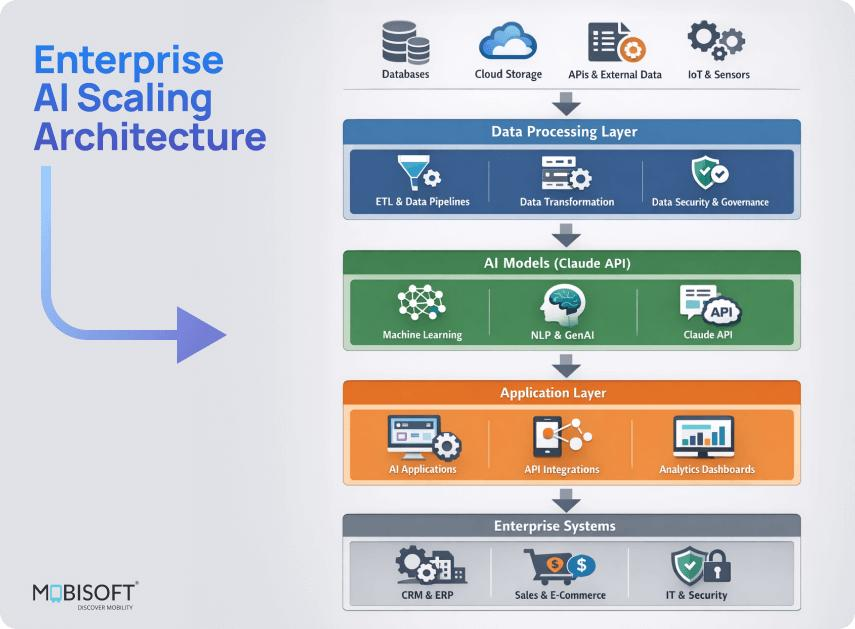 Enterprise
AI Scaling
Architecture
Databases
Cloud Storage
APIs & External Data
IoT & Sensors
Data Processing Layer
ETL & Data Pipelines
Data Transformation
Data Security & Governance
AI Models (Claude API)
Machine Learning
NLP & GenAI
API
Claude API
Application Layer
AI Applications
API Integrations
Analytics Dashboards
Enterprise Systems
$
$
CRM & ERP
Sales & E-Commerce
IT & Security
MOBISOFT®
DISCOVER MOBILITY